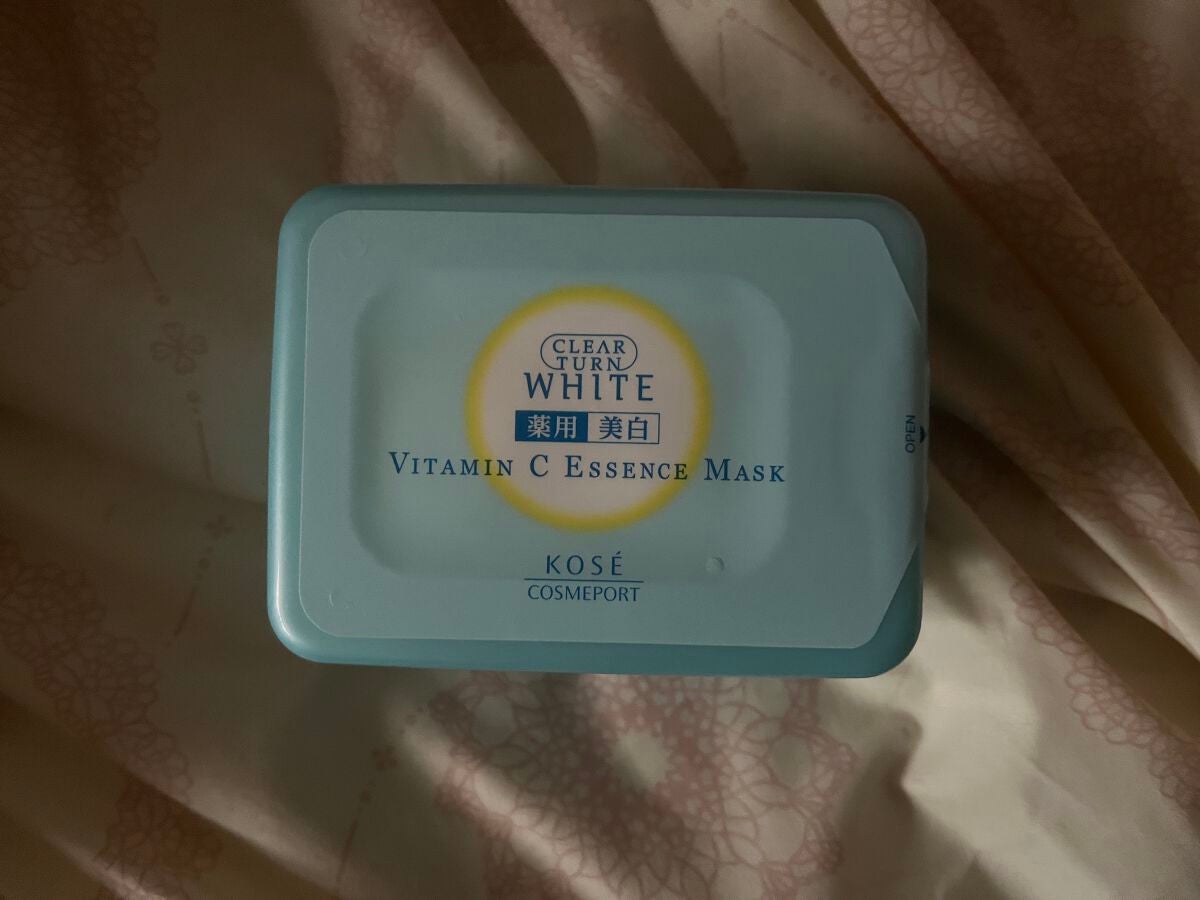 CLEAR
TURN
WHITE
薬用 美白
VITAMIN C ESSENCE MASK
KOSÉ
COSMEPORT
OPEN